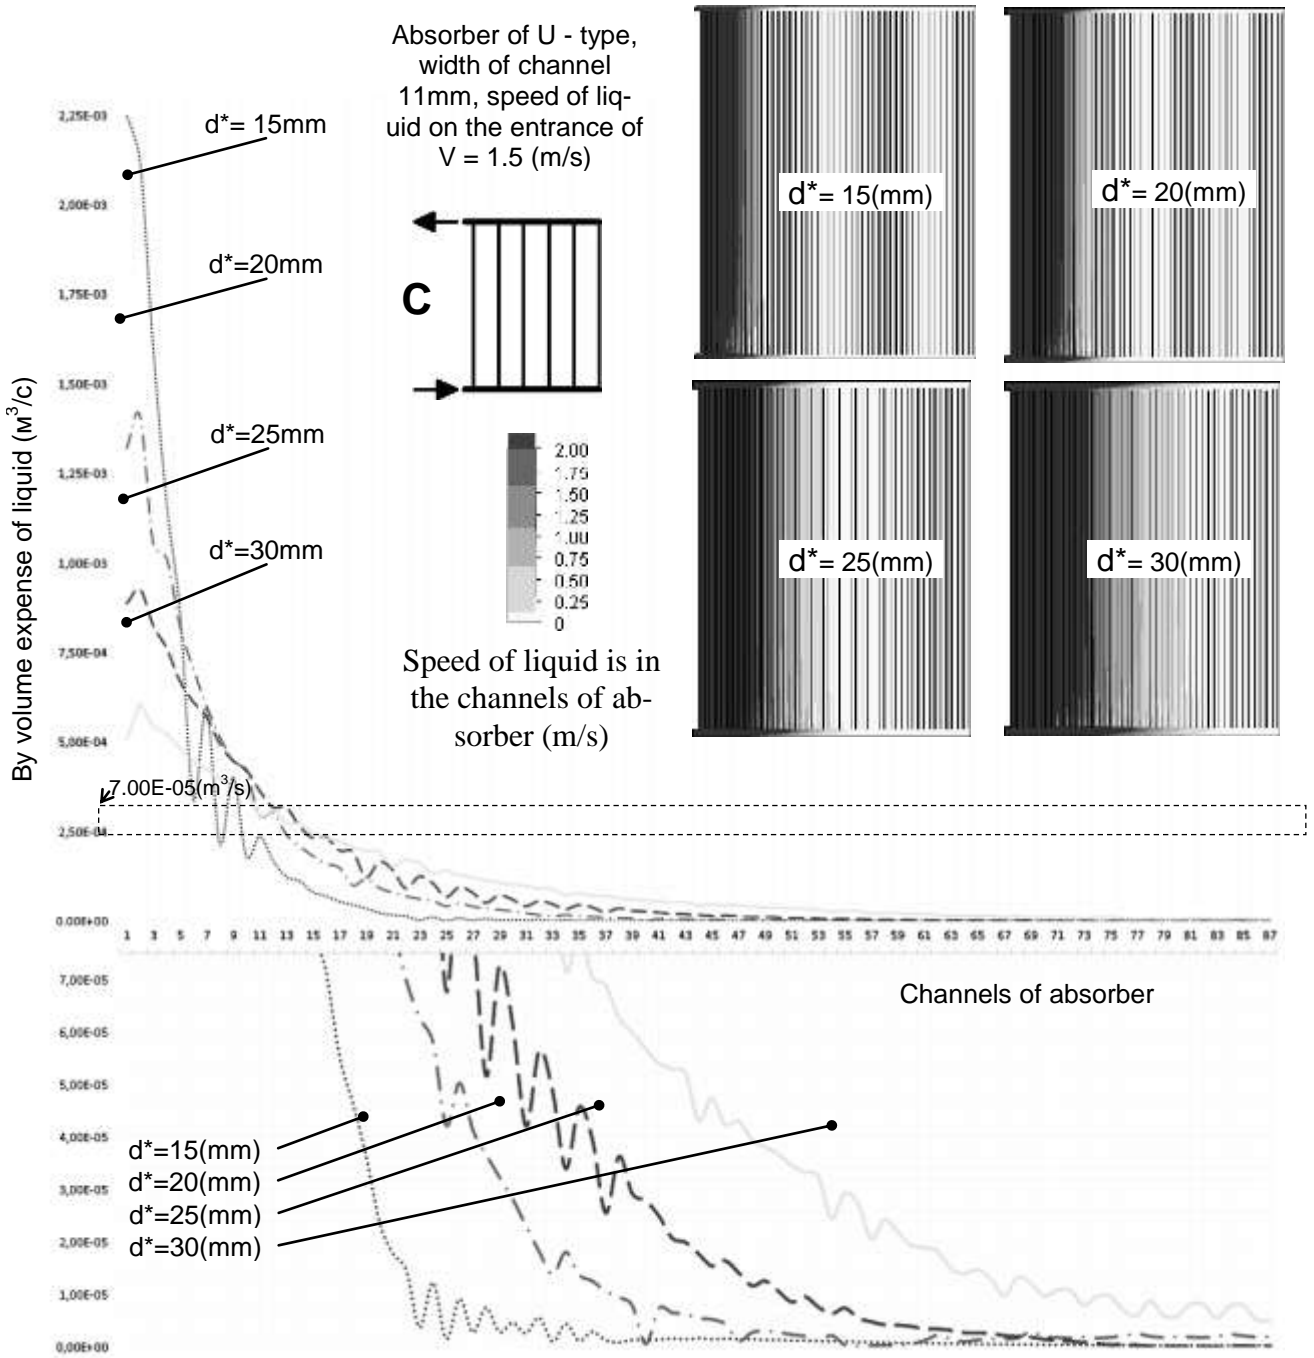 Absorber of U - type,
width of channel
11mm, speed of liq-
uid on the entrance of
V = 1.5 (m/s)
d*= 15mm
d*=20mm
d*=25mm
d*=30mm
By volume expense of liquid (м³/с)
2,25E-03
2,00E-03
1,75E-03
1,50E-03
1,25E-03
1,00E-03
7,50E-04
5,00E-04
2,50E-04
0,00E+00
7.00E-05(m³/s)
C
2.00
1.75
1.50
1.25
1.00
0.75
0.50
0.25
0
Speed of liquid is in
the channels of ab-
sorber (m/s)
d*= 15(mm)
d*= 20(mm)
d*= 25(mm)
d*= 30(mm)
1 3 5 7 9 11 13 15 17 19 21 23 25 27 29 31 33 35 37 39 41 43 45 47 49 51 53 55 57 59 61 63 65 67 69 71 73 75 77 79 81 83 85 87
Channels of absorber
7,00E-05
6,00E-05
5,00E-05
4,00E-05
3,00E-05
2,00E-05
1,00E-05
0,00E+00
d*=15(mm)
d*=20(mm)
d*=25(mm)
d*=30(mm)